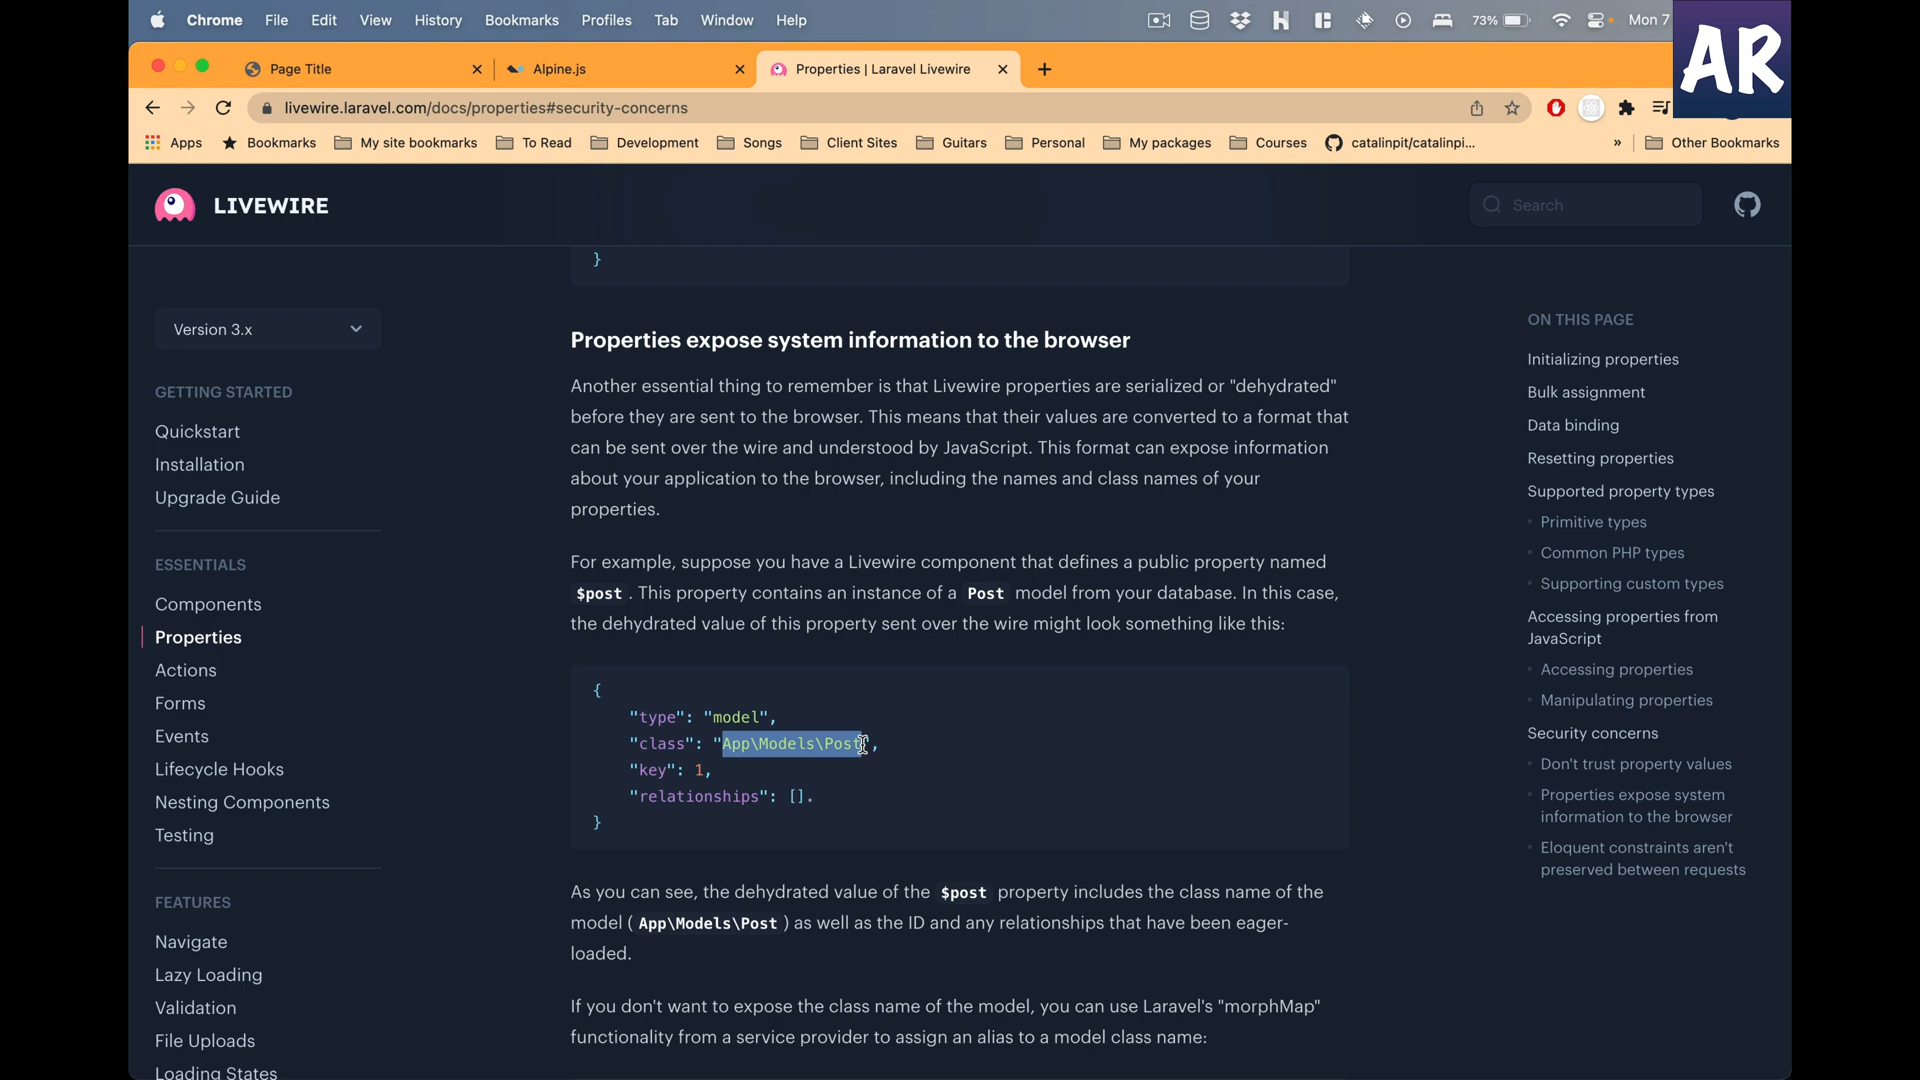 Chrome File Edit View History Bookmarks Profiles Tab Window Help 73% Mon 7
AR
Page Title
Alpine.js
Properties | Laravel Livewire
livewire.laravel.com/docs/properties#security-concerns
Apps Bookmarks My site bookmarks To Read Development Songs Client Sites Guitars Personal My packages Courses catalinpit/catalinpi... » Other Bookmarks
LIVEWIRE
Search
Version 3.x
GETTING STARTED
Quickstart
Installation
Upgrade Guide
ESSENTIALS
Components
Properties
Actions
Forms
Events
Lifecycle Hooks
Nesting Components
Testing
FEATURES
Navigate
Lazy Loading
Validation
File Uploads
Loading States
}
Properties expose system information to the browser
Another essential thing to remember is that Livewire properties are serialized or "dehydrated"
before they are sent to the browser. This means that their values are converted to a format that
can be sent over the wire and understood by JavaScript. This format can expose information
about your application to the browser, including the names and class names of your
properties.
For example, suppose you have a Livewire component that defines a public property named
$post . This property contains an instance of a Post model from your database. In this case,
the dehydrated value of this property sent over the wire might look something like this:
{
"type": "model",
"class": "App\Models\Post",
"key": 1,
"relationships": [].
}
As you can see, the dehydrated value of the $post property includes the class name of the
model ( App\Models\Post ) as well as the ID and any relationships that have been eager-
loaded.
If you don't want to expose the class name of the model, you can use Laravel's "morphMap"
functionality from a service provider to assign an alias to a model class name:
ON THIS PAGE
Initializing properties
Bulk assignment
Data binding
Resetting properties
Supported property types
Primitive types
Common PHP types
Supporting custom types
Accessing properties from
JavaScript
Accessing properties
Manipulating properties
Security concerns
Don't trust property values
Properties expose system
information to the browser
Eloquent constraints aren't
preserved between requests